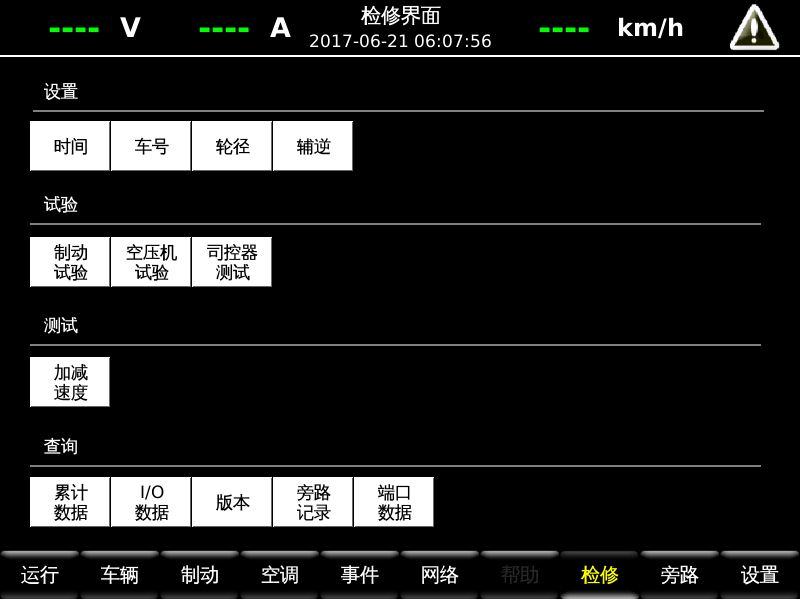 ---- V ---- A 检修界面 ---- km/h
2017-06-21 06:07:56
设置
时间 车号 轮径 辅逆
试验
制动 空压机 司控器
试验 试验 测试
测试
加减
速度
查询
累计 I/O 版本 旁路 端口
数据 数据 记录 数据
运行 车辆 制动 空调 事件 网络 帮助 检修 旁路 设置